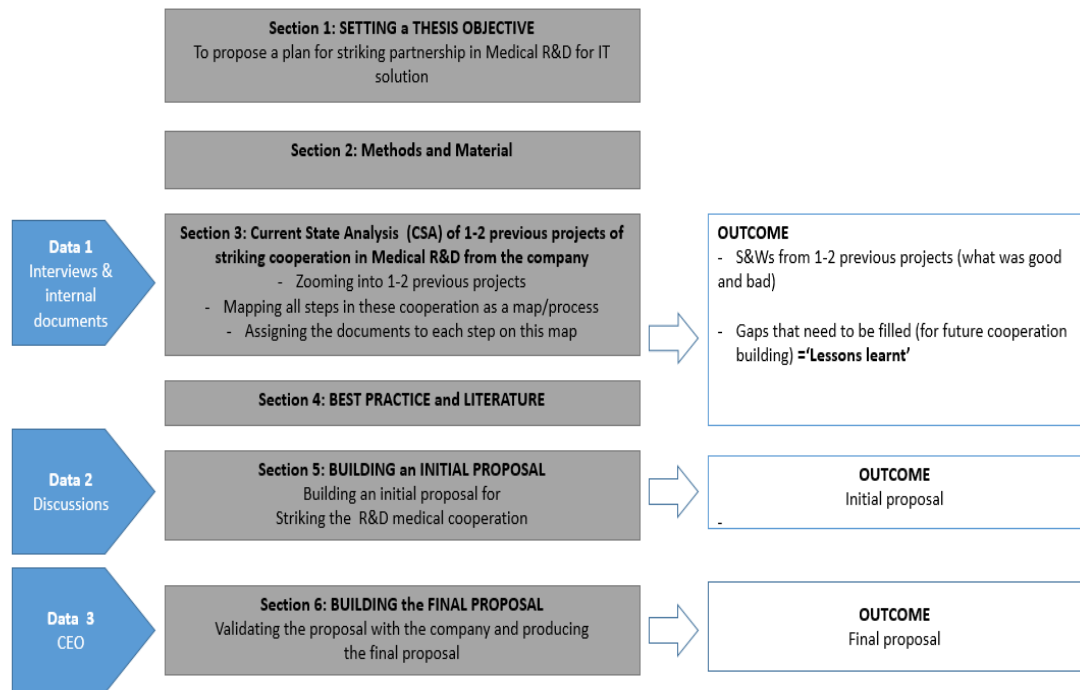 Section 1: SETTING a THESIS OBJECTIVE
To propose a plan for striking partnership in Medical R&D for IT
solution
Section 2: Methods and Material
Data 1
Interviews &
internal
documents
Section 3: Current State Analysis (CSA) of 1-2 previous projects of
striking cooperation in Medical R&D from the company
- Zooming into 1-2 previous projects
- Mapping all steps in these cooperation as a map/process
- Assigning the documents to each step on this map
OUTCOME
- S&Ws from 1-2 previous projects (what was good
and bad)
- Gaps that need to be filled (for future cooperation
building) =‘Lessons learnt’
Section 4: BEST PRACTICE and LITERATURE
Data 2
Discussions
Section 5: BUILDING an INITIAL PROPOSAL
Building an initial proposal for
Striking the R&D medical cooperation
OUTCOME
Initial proposal
-
Data 3
CEO
Section 6: BUILDING the FINAL PROPOSAL
Validating the proposal with the company and producing
the final proposal
OUTCOME
Final proposal